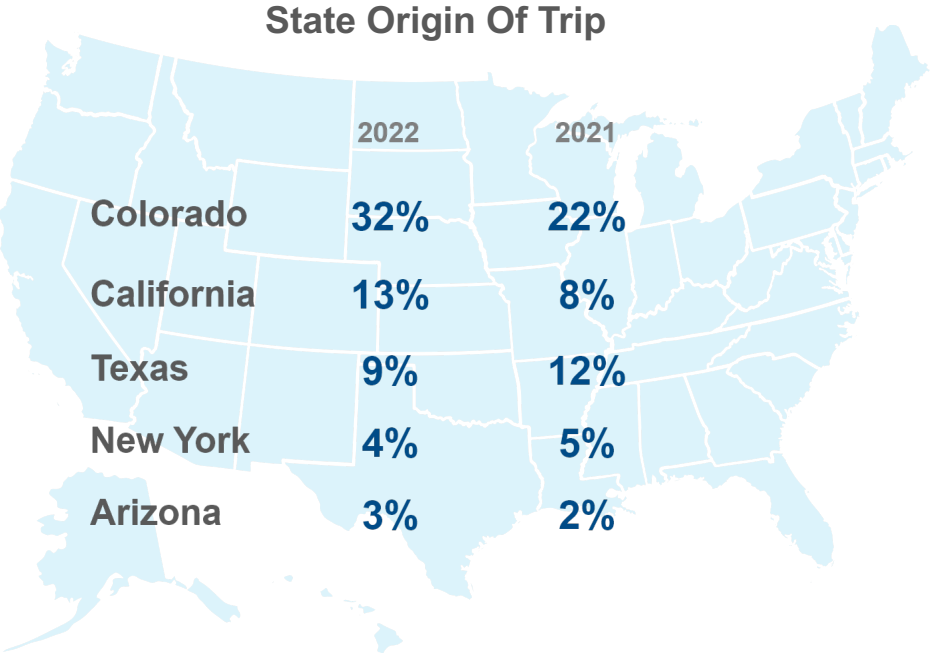 State Origin Of Trip
2022 2021
Colorado 32% 22%
California 13% 8%
Texas 9% 12%
New York 4% 5%
Arizona 3% 2%